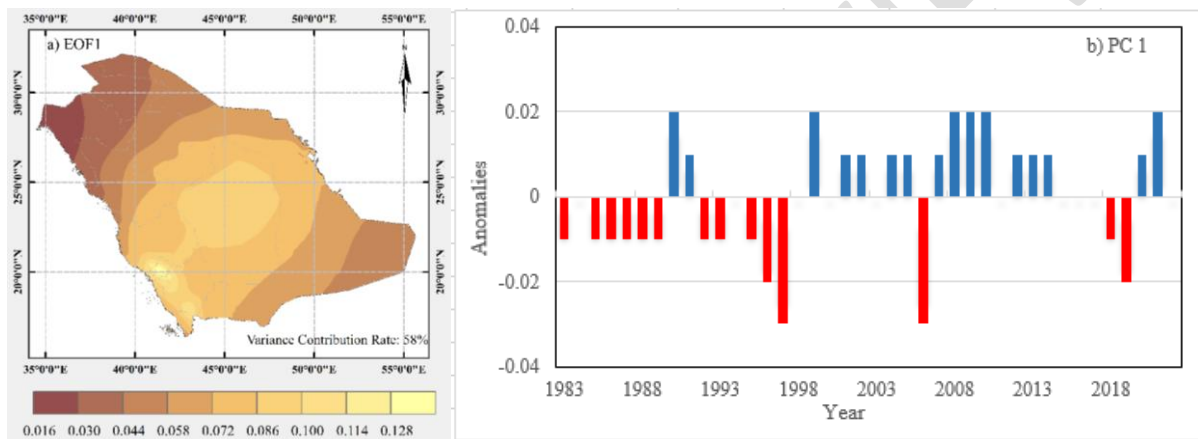 35°0'0"E 40°0'0"E 45°0'0"E 50°0'0"E 55°0'0"E
a) EOF1
N
30°0'0"N 30°0'0"N
25°0'0"N 25°0'0"N
20°0'0"N 20°0'0"N
Variance Contribution Rate: 58%
35°0'0"E 40°0'0"E 45°0'0"E 50°0'0"E 55°0'0"E
0.016 0.030 0.044 0.058 0.072 0.086 0.100 0.114 0.128
b) PC 1
0.04
0.02
0
-0.02
-0.04
Anomalies
1983 1988 1993 1998 2003 2008 2013 2018
Year